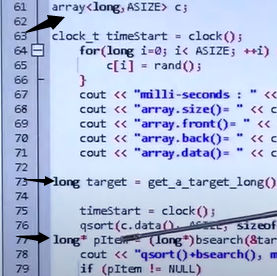 61 array<long,ASIZE> c;
62
63 clock_t timeStart = clock();
64 for(long i=0; i< ASIZE; ++i)
65 c[i] = rand();
66 }
67 cout << "milli-seconds : " <<
68 cout << "array.size()= " << c
69 cout << "array.front()= " <<
70 cout << "array.back()= " << c
71 cout << "array.data()= " <<
72
73 long target = get_a_target_long()
74
75 timeStart = clock();
76 qsort(c.data(), ASIZE, sizeof
77 long* pItem = (long*)bsearch(&tar
78 cout << "qsort()+bsearch(), m
79 if (pItem != NULL)